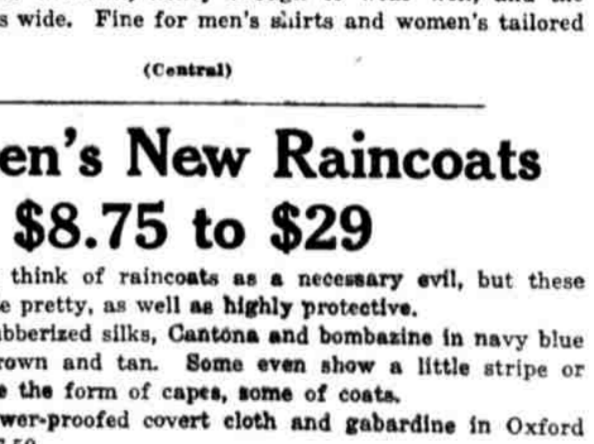 s wide. Fine for men's shirts and women's tailored
(Central)
en's New Raincoats
$8.75 to $29
think of raincoats as a necessary evil, but these
e pretty, as well as highly protective.
bberized silks, Cantona and bombazine in navy blue
rown and tan. Some even show a little stripe or
e the form of capes, some of coats.
wer-proofed covert cloth and gabardine in Oxford